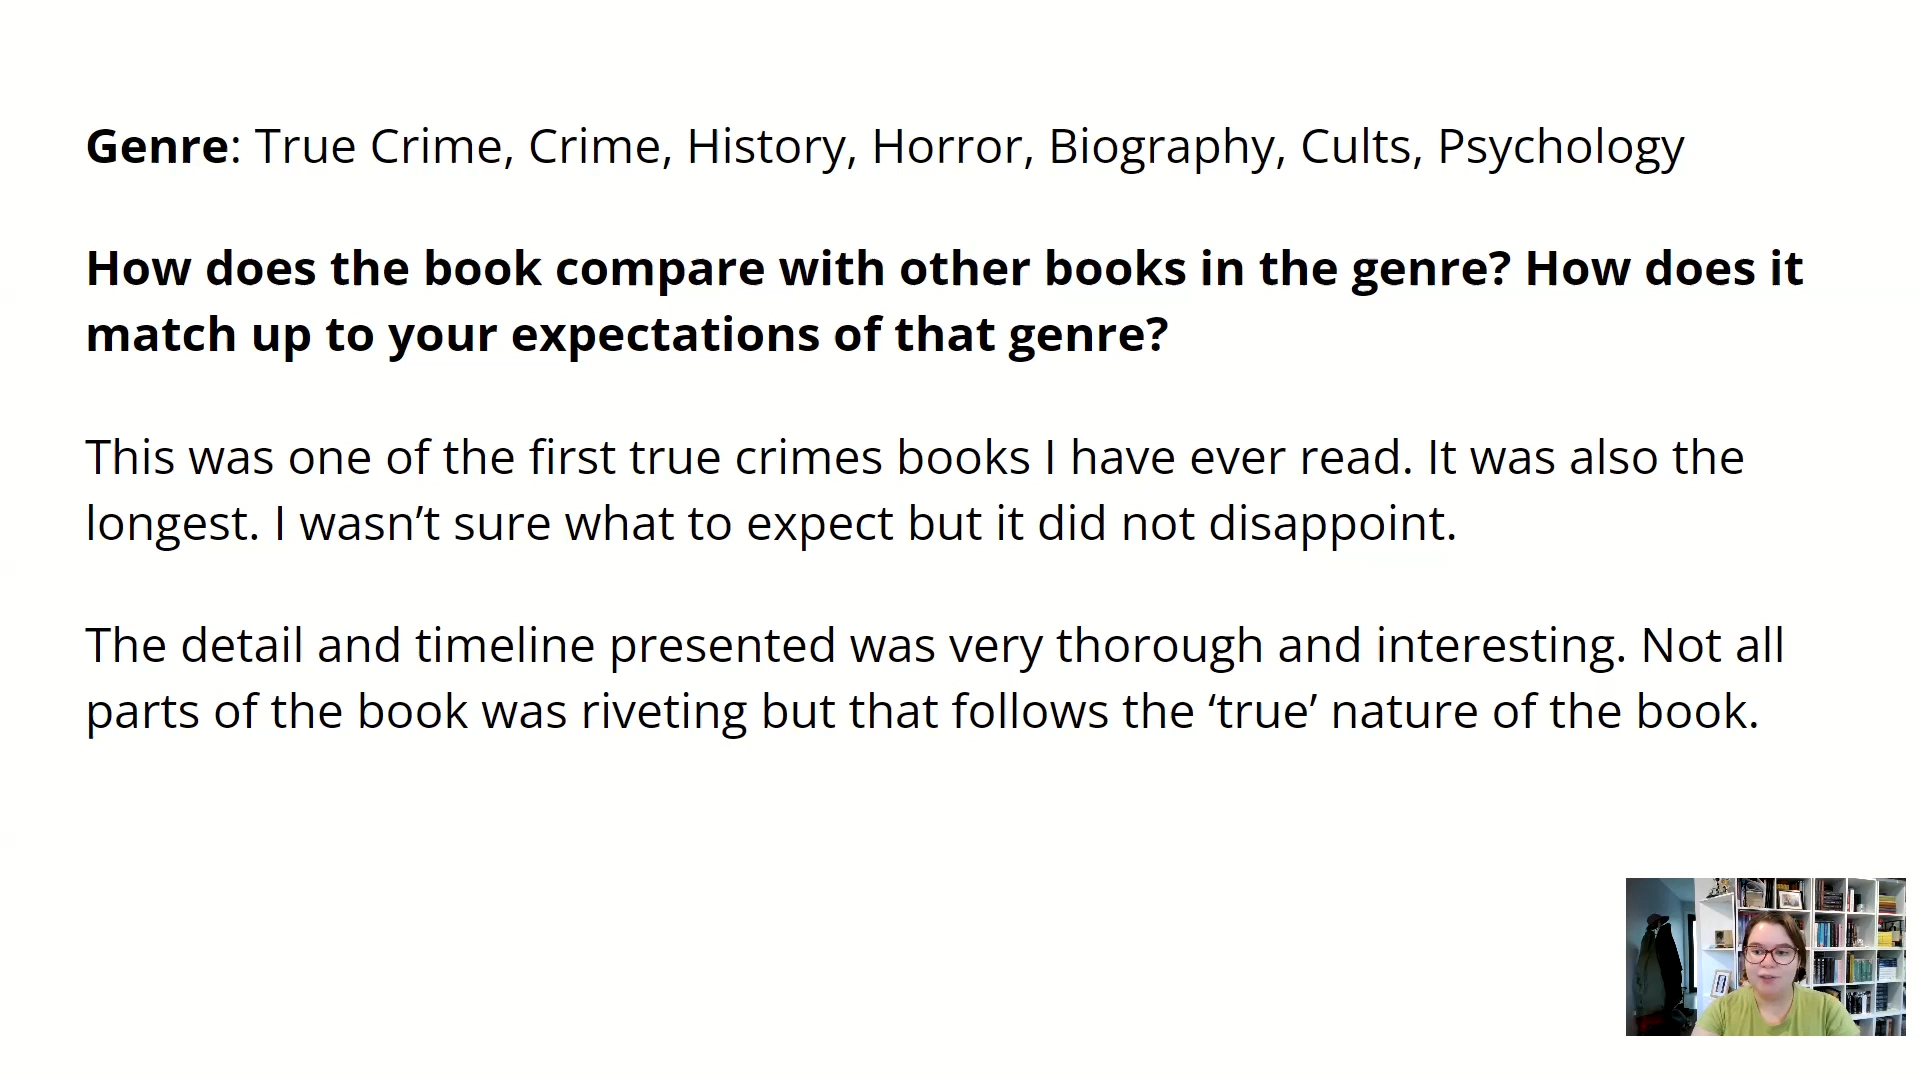 Genre: True Crime, Crime, History, Horror, Biography, Cults, Psychology
How does the book compare with other books in the genre? How does it
match up to your expectations of that genre?
This was one of the first true crimes books I have ever read. It was also the
longest. I wasn’t sure what to expect but it did not disappoint.
The detail and timeline presented was very thorough and interesting. Not all
parts of the book was riveting but that follows the ‘true’ nature of the book.